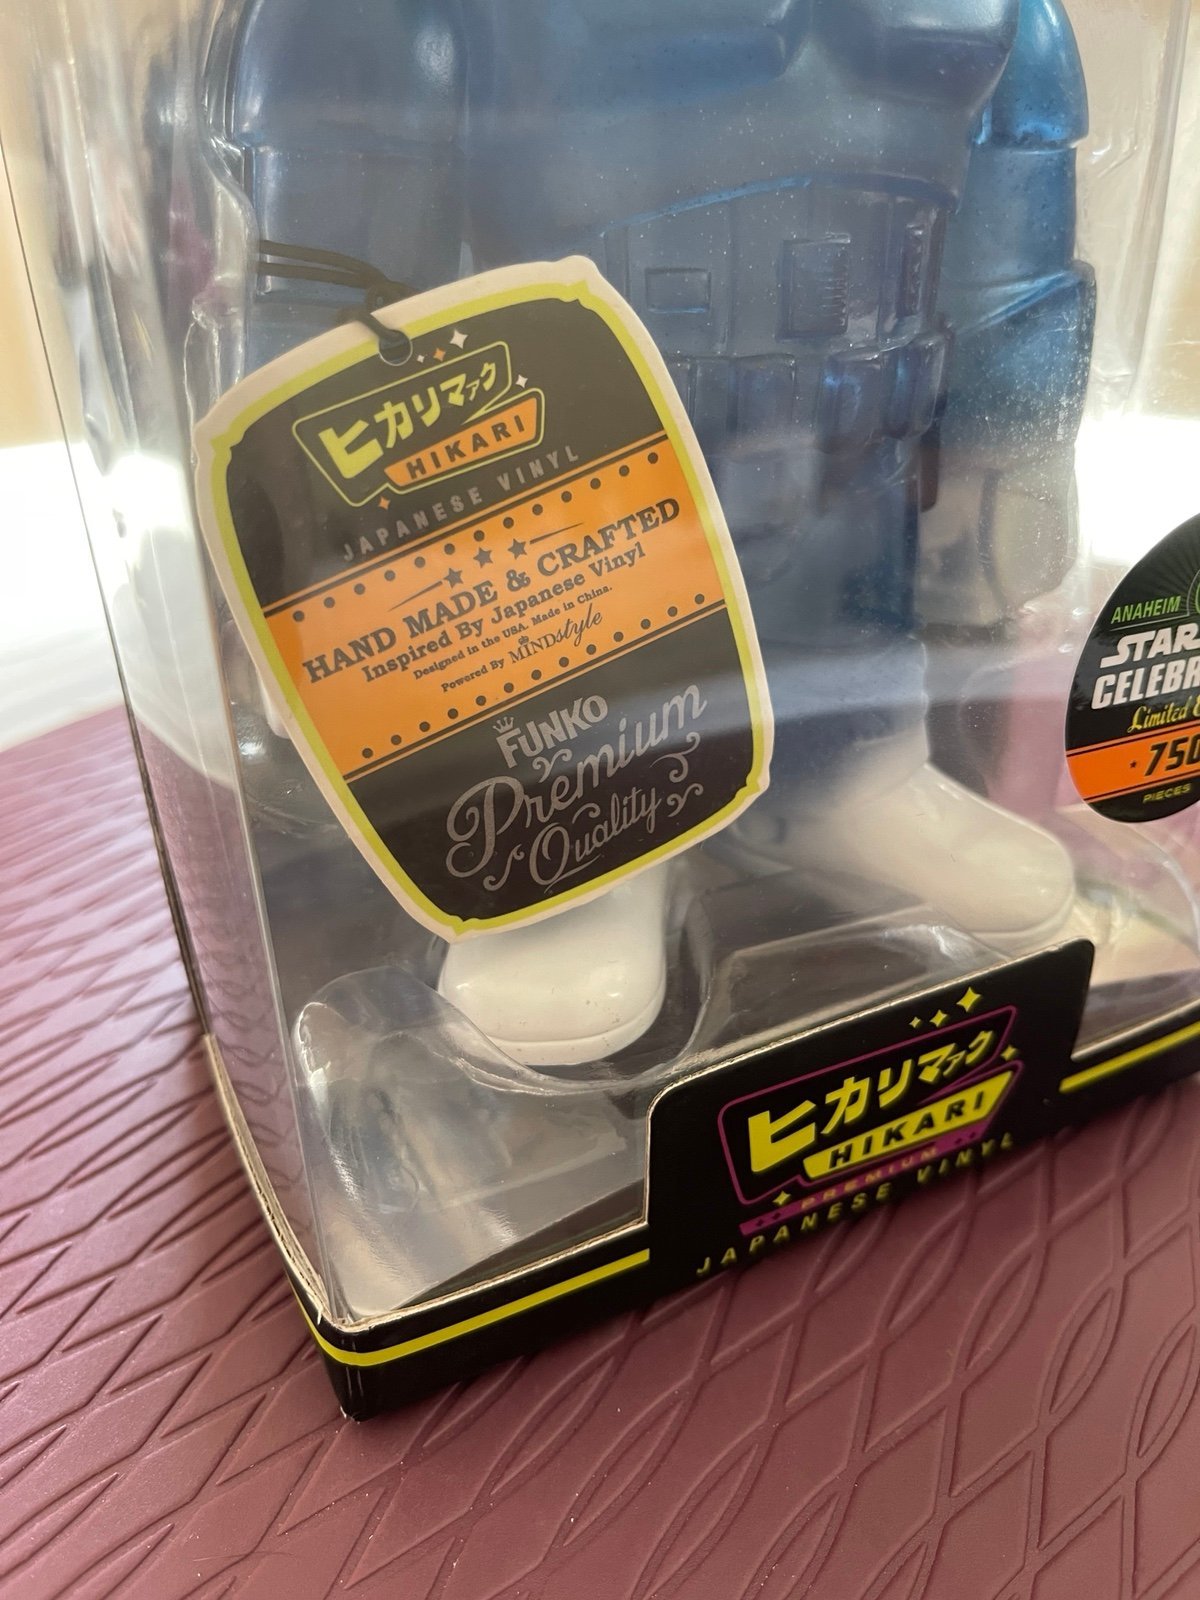 ヒカリマァク
HIKARI
JAPANESE VINYL
HAND MADE & CRAFTED
Inspired By Japanese Vinyl
Designed in the USA. Made in China.
Powered By MINDstyle
FUNKO
Premium
Quality
ANAHEIM
STAR
CELEBR
Limited E
750
PIECES
ヒカリマァク
HIKARI
PREMIUM
JAPANESE VINYL